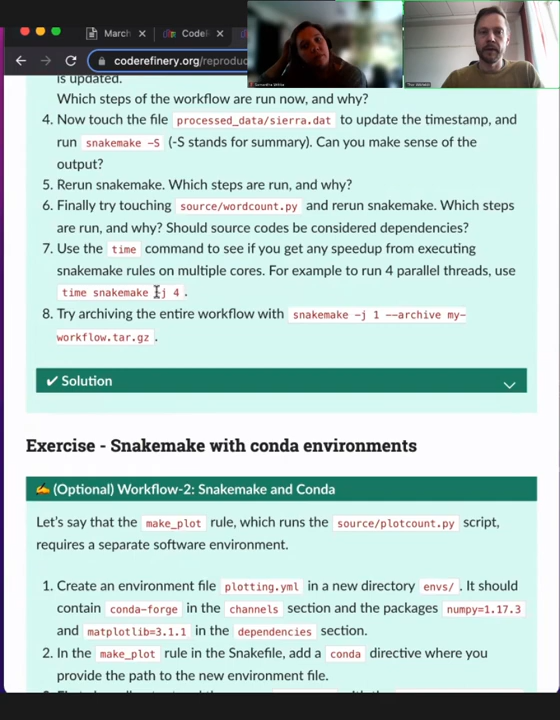 March
Codel
coderefinery.org/reproduc
is updated.
Which steps of the workflow are run now, and why?
4. Now touch the file processed_data/sierra.dat to update the timestamp, and
run snakemake -S (-S stands for summary). Can you make sense of the
output?
5. Rerun snakemake. Which steps are run, and why?
6. Finally try touching source/wordcount.py and rerun snakemake. Which steps
are run, and why? Should source codes be considered dependencies?
7. Use the time command to see if you get any speedup from executing
snakemake rules on multiple cores. For example to run 4 parallel threads, use
time snakemake -j 4 .
8. Try archiving the entire workflow with snakemake -j 1 --archive my-
workflow.tar.gz .
✔ Solution
Exercise - Snakemake with conda environments
✍ (Optional) Workflow-2: Snakemake and Conda
Let's say that the make_plot rule, which runs the source/plotcount.py script,
requires a separate software environment.
1. Create an environment file plotting.yml in a new directory envs/ . It should
contain conda-forge in the channels section and the packages numpy=1.17.3
and matplotlib=3.1.1 in the dependencies section.
2. In the make_plot rule in the Snakefile, add a conda directive where you
provide the path to the new environment file.